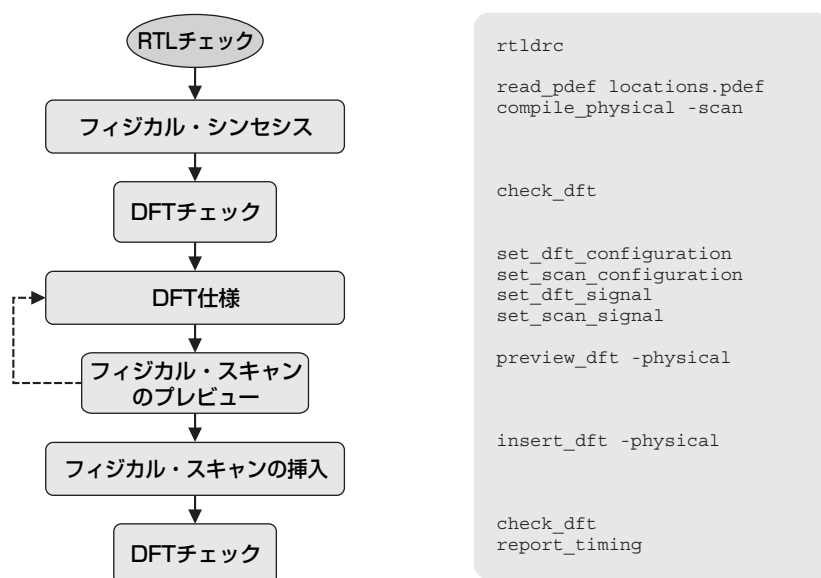 RTLチェック
フィジカル・シンセシス
DFTチェック
DFT仕様
フィジカル・スキャン
のプレビュー
フィジカル・スキャンの挿入
DFTチェック
rtldrc
read_pdef locations.pdef
compile_physical -scan
check_dft
set_dft_configuration
set_scan_configuration
set_dft_signal
set_scan_signal
preview_dft -physical
insert_dft -physical
check_dft
report_timing